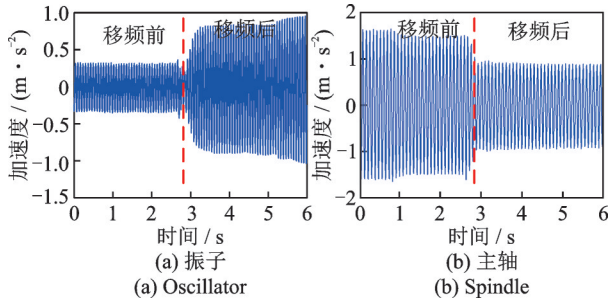 1.0
0.5
0
-0.5
-1.0
-1.5
加速度 / (m·s⁻²)
移频前
移频后
0 1 2 3 4 5 6
时间 / s
(a) 振子
(a) Oscillator
2
1
0
-1
-2
加速度 / (m·s⁻²)
移频前
移频后
0 1 2 3 4 5 6
时间 / s
(b) 主轴
(b) Spindle